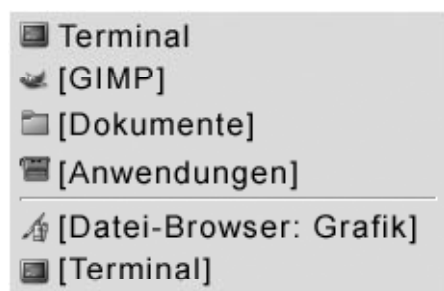 Terminal
[GIMP]
[Dokumente]
[Anwendungen]
[Datei-Browser: Grafik]
[Terminal]